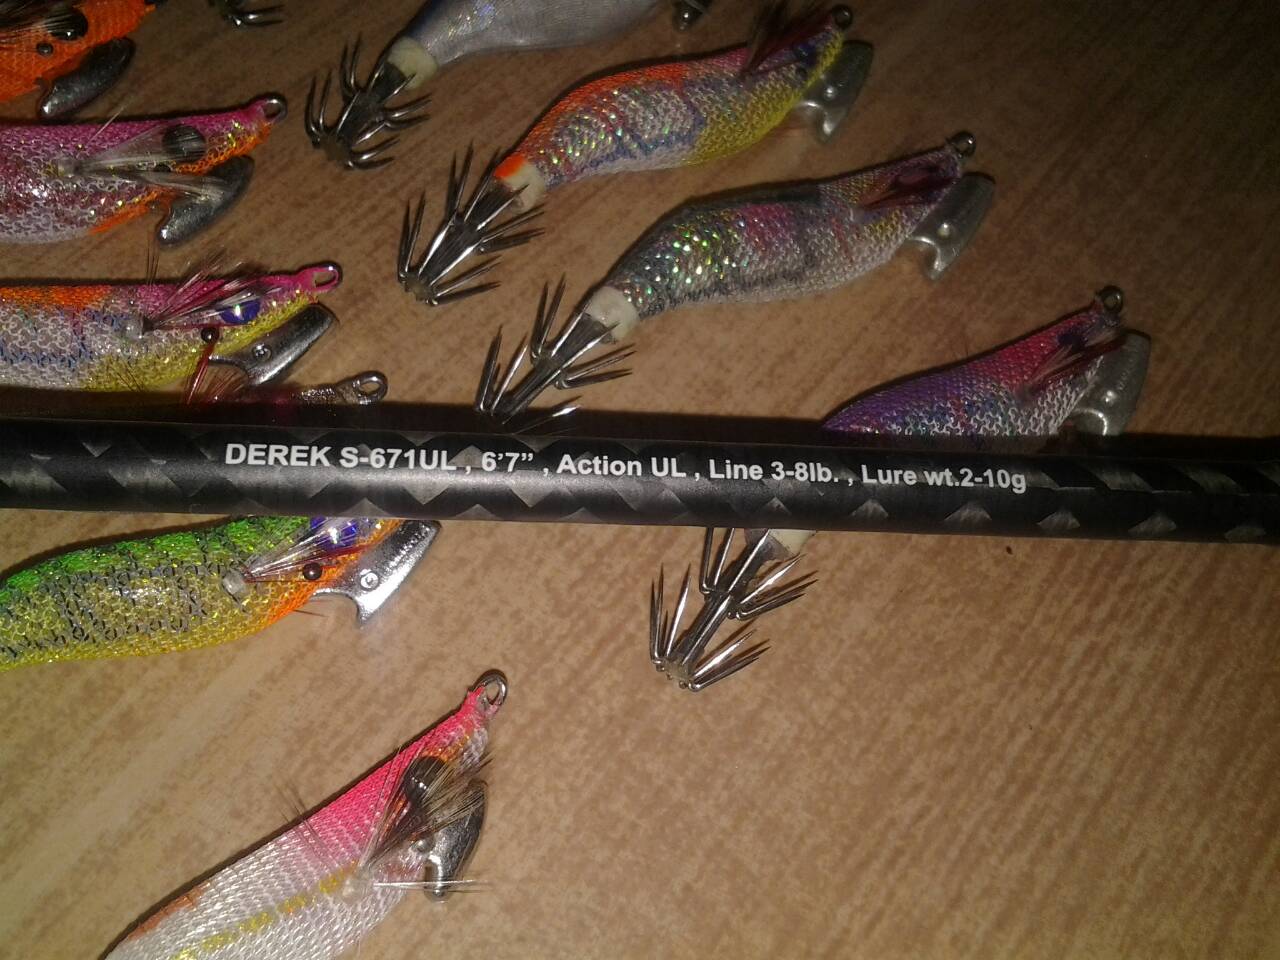 DEREK S-671UL , 6'7" , Action UL , Line 3-8lb. , Lure wt.2-10g